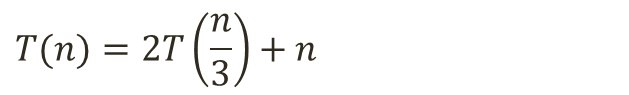 T(n) = 2T(n/3) + n